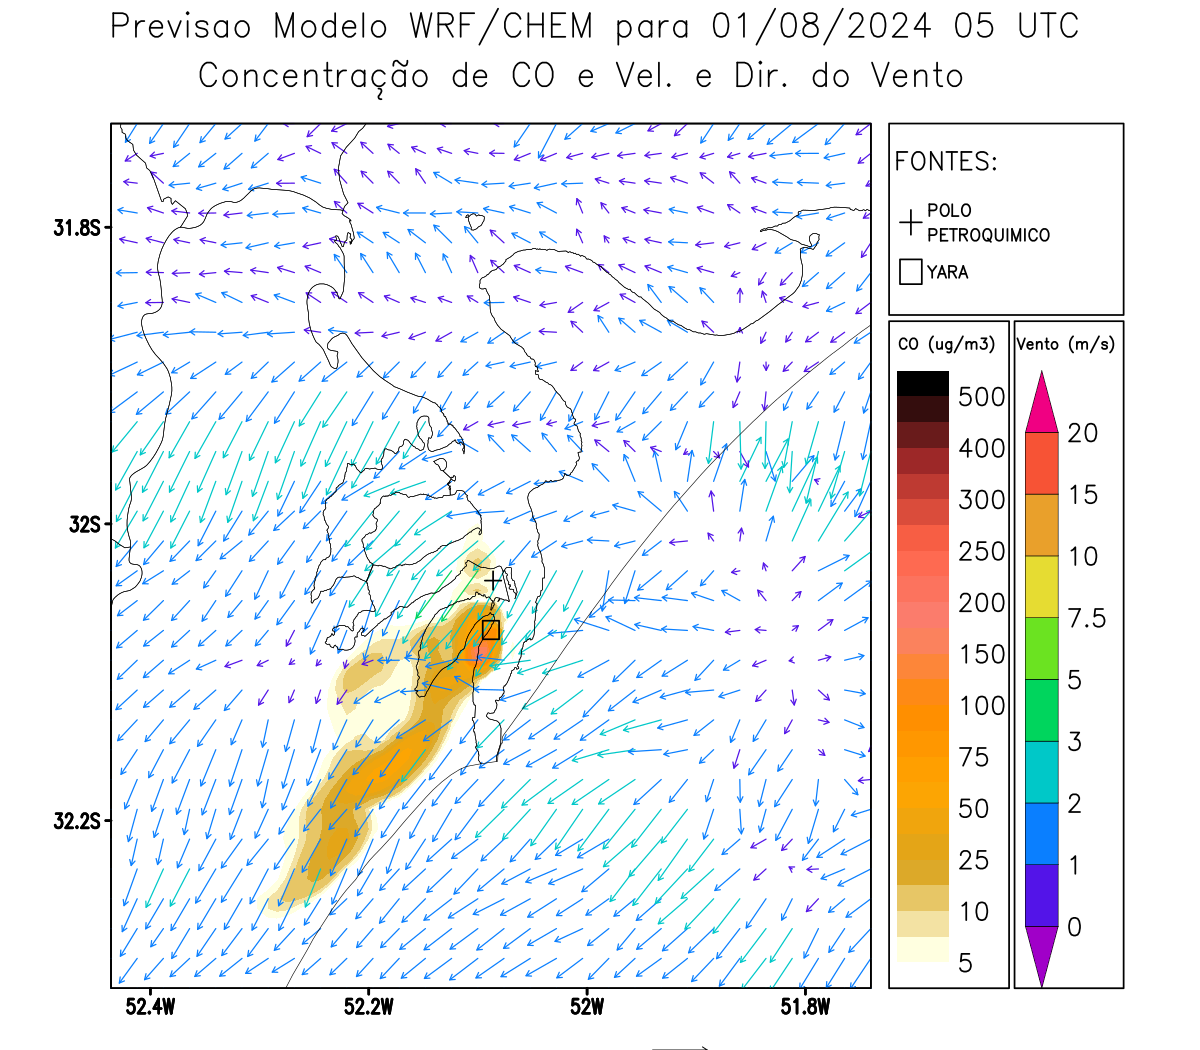 Previsao Modelo WRF/CHEM para 01/08/2024 05 UTC
Concentração de CO e Vel. e Dir. do Vento
FONTES:
POLO
PETROQUIMICO
YARA
CO (ug/m3)
500
400
300
250
200
150
100
75
50
25
10
5
Vento (m/s)
20
15
10
7.5
5
3
2
1
0
31.8S
32S
32.2S
52.4W
52.2W
52W
51.8W